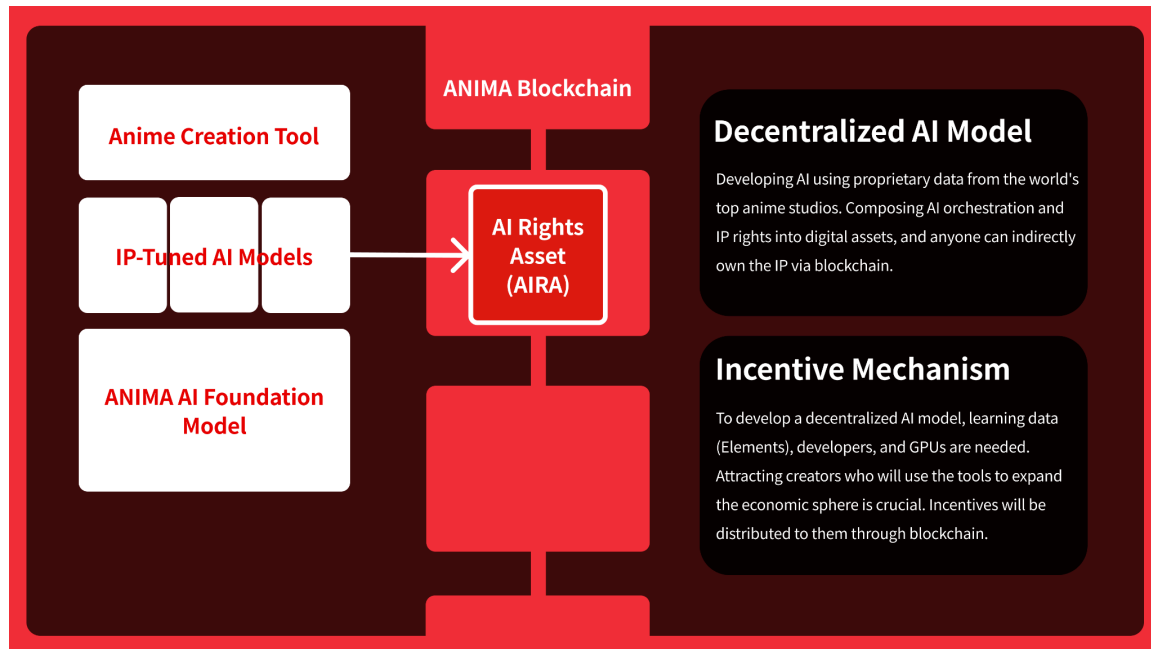 Anime Creation Tool
IP-Tuned AI Models
ANIMA AI Foundation
Model
ANIMA Blockchain
AI Rights
Asset
(AIRA)
Decentralized AI Model
Developing AI using proprietary data from the world's
top anime studios. Composing AI orchestration and
IP rights into digital assets, and anyone can indirectly
own the IP via blockchain.
Incentive Mechanism
To develop a decentralized AI model, learning data
(Elements), developers, and GPUs are needed.
Attracting creators who will use the tools to expand
the economic sphere is crucial. Incentives will be
distributed to them through blockchain.